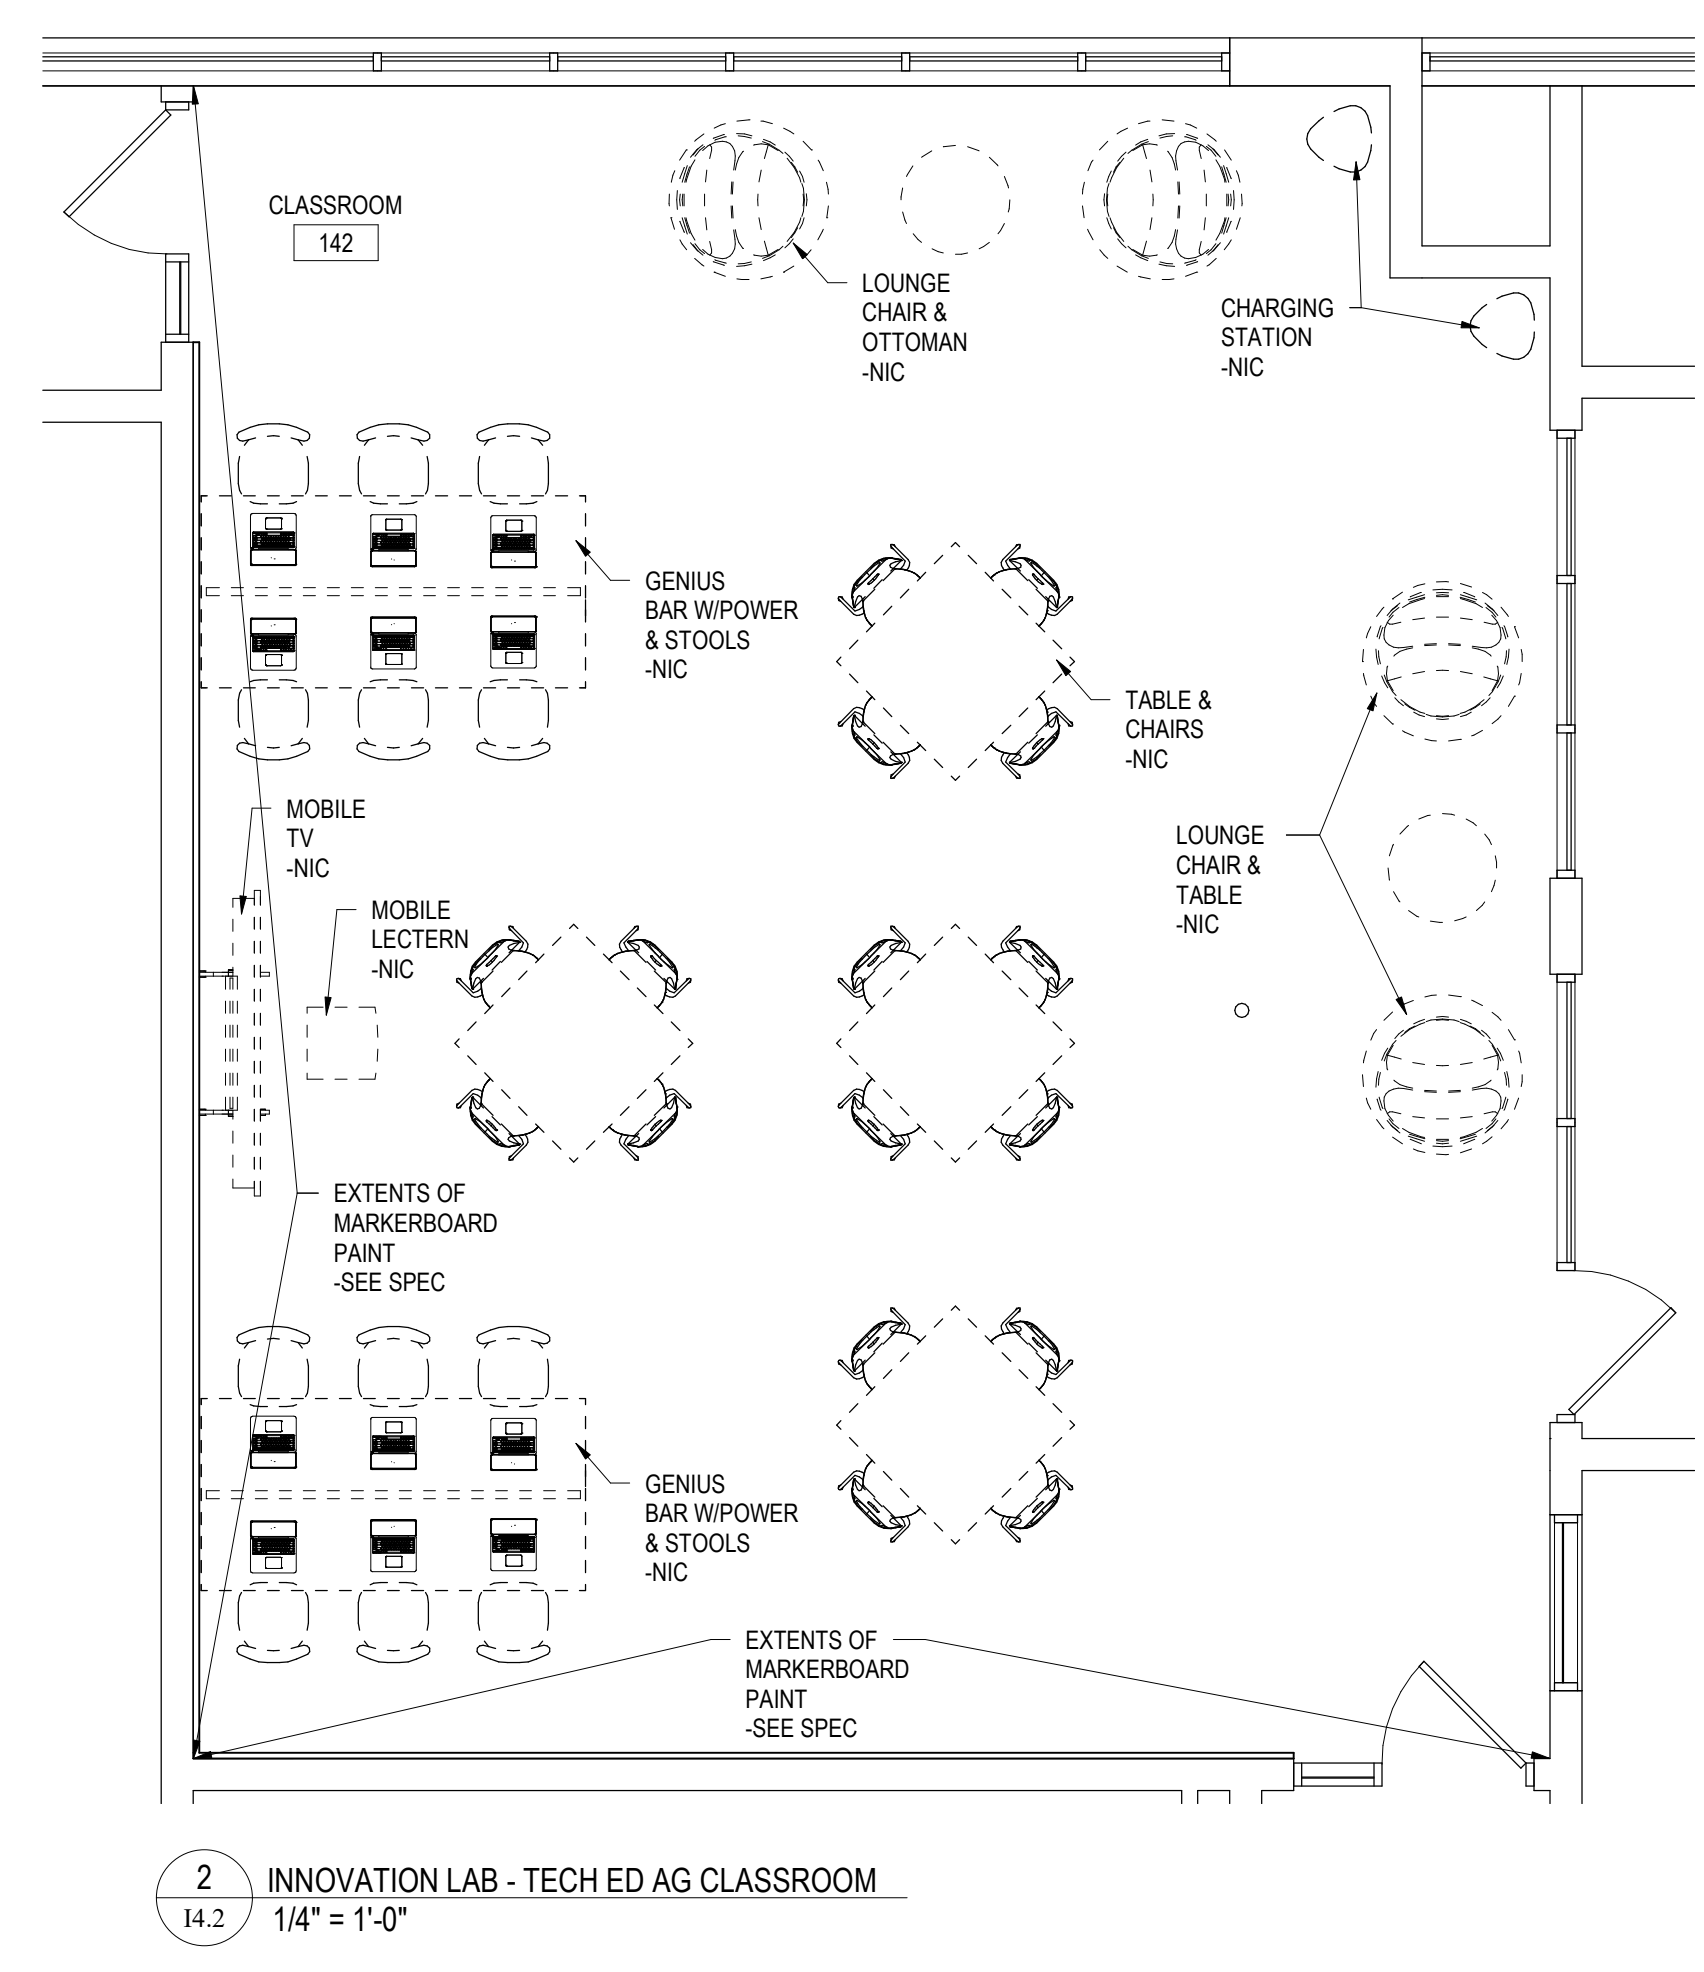 CLASSROOM
142
LOUNGE
CHAIR &
OTTOMAN
-NIC
CHARGING
STATION
-NIC
GENIUS
BAR W/POWER
& STOOLS
-NIC
TABLE &
CHAIRS
-NIC
MOBILE
TV
-NIC
LOUNGE
CHAIR &
TABLE
-NIC
MOBILE
LECTERN
-NIC
EXTENTS OF
MARKERBOARD
PAINT
-SEE SPEC
GENIUS
BAR W/POWER
& STOOLS
-NIC
EXTENTS OF
MARKERBOARD
PAINT
-SEE SPEC
2
I4.2
INNOVATION LAB - TECH ED AG CLASSROOM
1/4" = 1'-0"